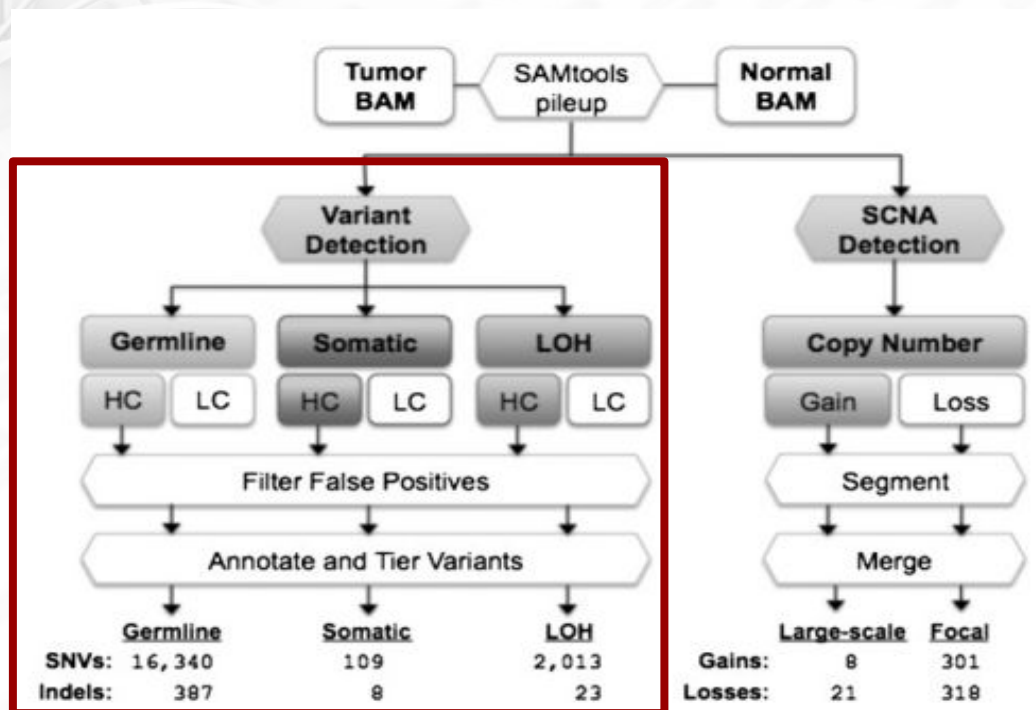 Tumor
BAM
SAMtools
pileup
Normal
BAM
Variant
Detection
SCNA
Detection
Germline
Somatic
LOH
Copy Number
HC
LC
HC
LC
HC
LC
Gain
Loss
Filter False Positives
Segment
Annotate and Tier Variants
Merge
Germline Somatic LOH
SNVs: 16,340 109 2,013
Indels: 387 8 23
Large-scale Focal
Gains: 8 301
Losses: 21 318